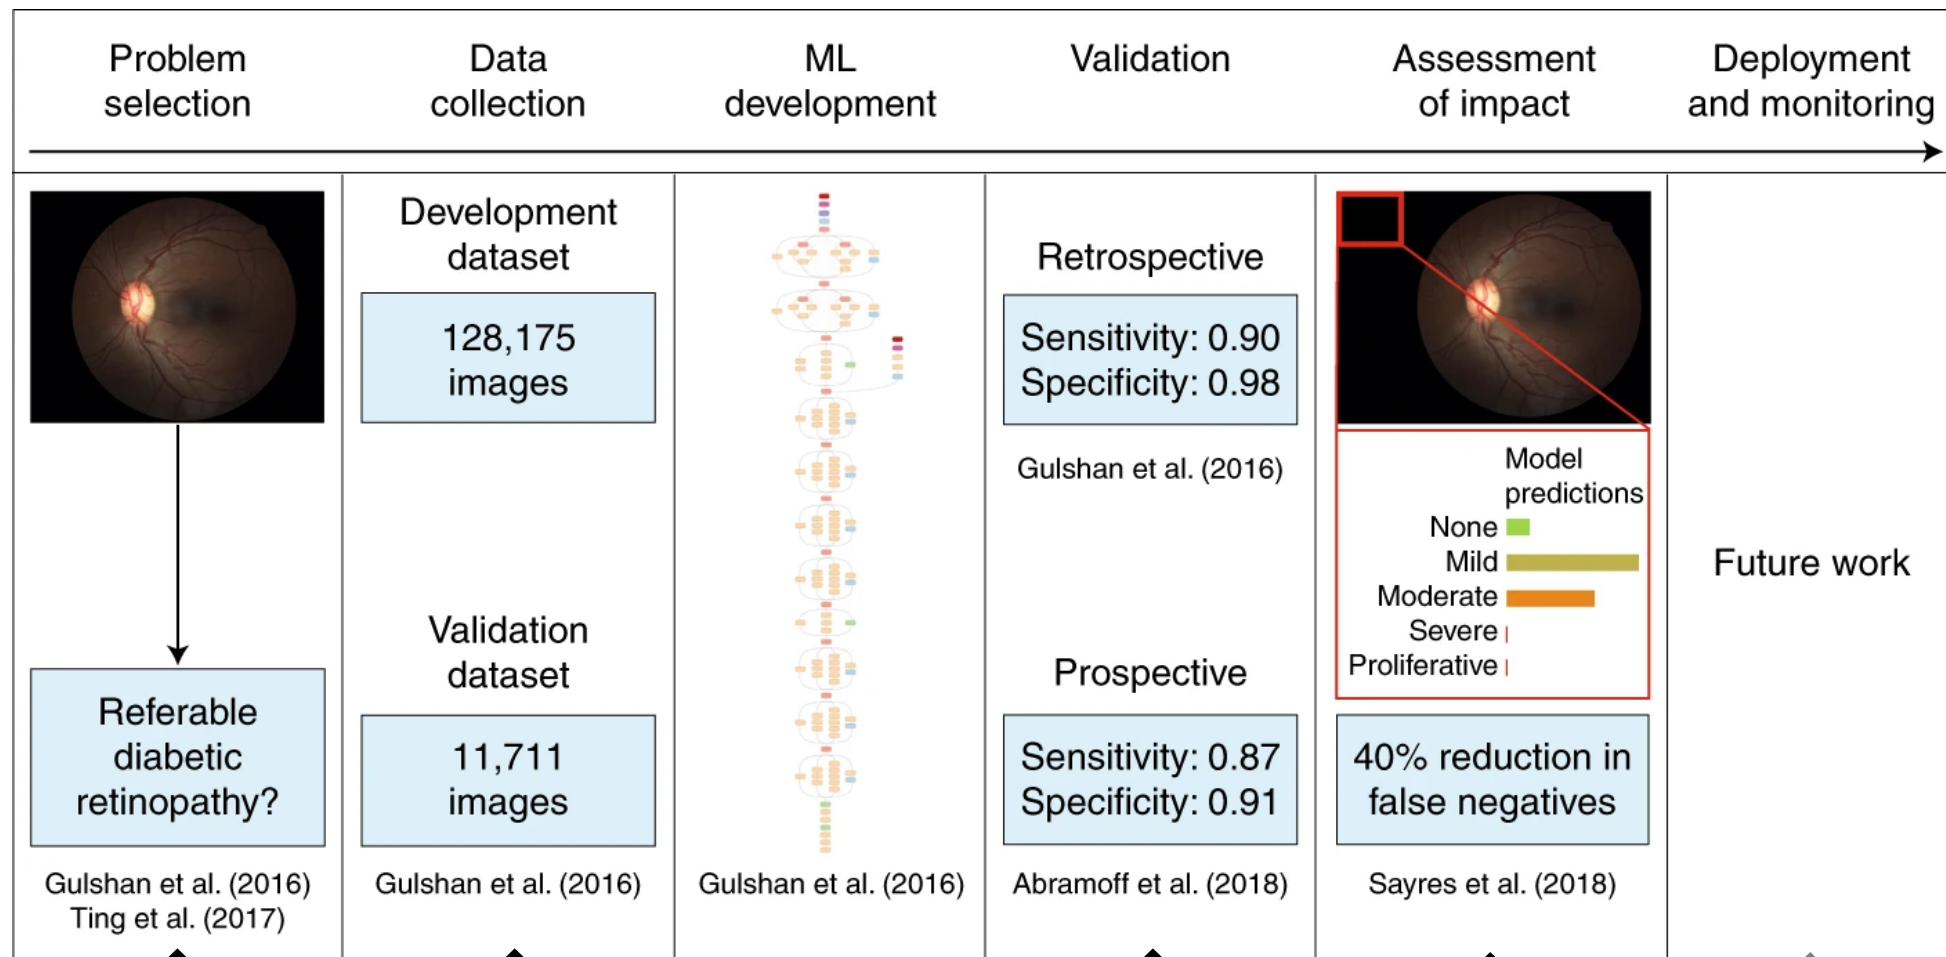 Problem
selection
Data
collection
ML
development
Validation
Assessment
of impact
Deployment
and monitoring
Referable
diabetic
retinopathy?
Gulshan et al. (2016)
Ting et al. (2017)
Development
dataset
128,175
images
Validation
dataset
11,711
images
Gulshan et al. (2016)
Gulshan et al. (2016)
Retrospective
Sensitivity: 0.90
Specificity: 0.98
Gulshan et al. (2016)
Prospective
Sensitivity: 0.87
Specificity: 0.91
Abramoff et al. (2018)
Model
predictions
None
Mild
Moderate
Severe
Proliferative
40% reduction in
false negatives
Sayres et al. (2018)
Future work